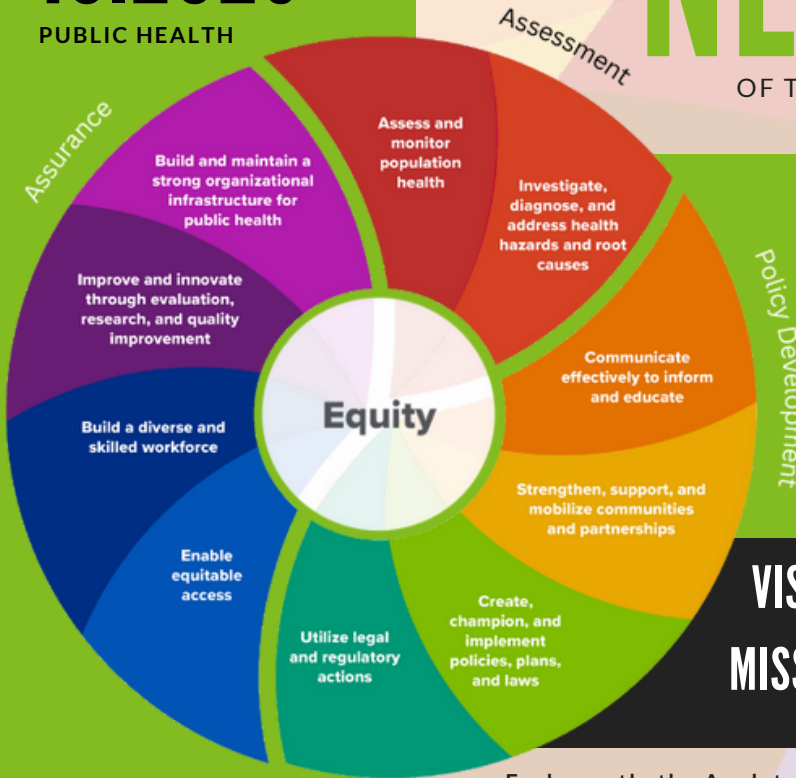 PUBLIC HEALTH
OF T
Assessment
Assurance
Policy Development
Assess and
monitor
population
health
Investigate,
diagnose, and
address health
hazards and root
causes
Communicate
effectively to inform
and educate
Strengthen, support, and
mobilize communities
and partnerships
Create,
champion, and
implement
policies, plans,
and laws
Utilize legal
and regulatory
actions
Enable
equitable
access
Build a diverse and
skilled workforce
Improve and innovate
through evaluation,
research, and quality
improvement
Build and maintain a
strong organizational
infrastructure for
public health
Equity
VIS
MISS